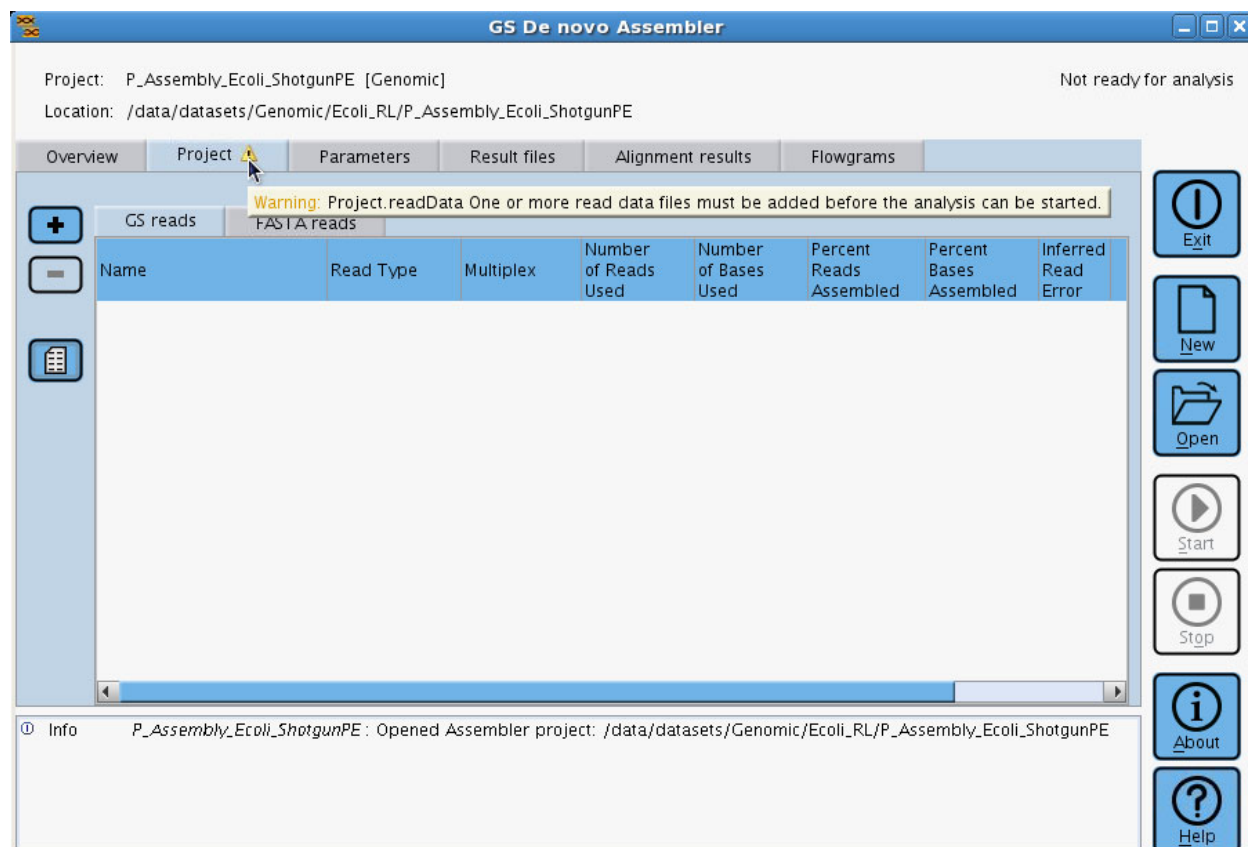 GS De novo Assembler
Project: P_Assembly_Ecoli_ShotgunPE [Genomic]
Not ready for analysis
Location: /data/datasets/Genomic/Ecoli_RL/P_Assembly_Ecoli_ShotgunPE
Overview Project Parameters Result files Alignment results Flowgrams
Warning: Project.readData One or more read data files must be added before the analysis can be started.
GS reads FASTA reads
Name Read Type Multiplex Number of Reads Used Number of Bases Used Percent Reads Assembled Percent Bases Assembled Inferred Read Error
Exit
New
Open
Start
Stop
About
Help
Info P_Assembly_Ecoli_ShotgunPE : Opened Assembler project: /data/datasets/Genomic/Ecoli_RL/P_Assembly_Ecoli_ShotgunPE